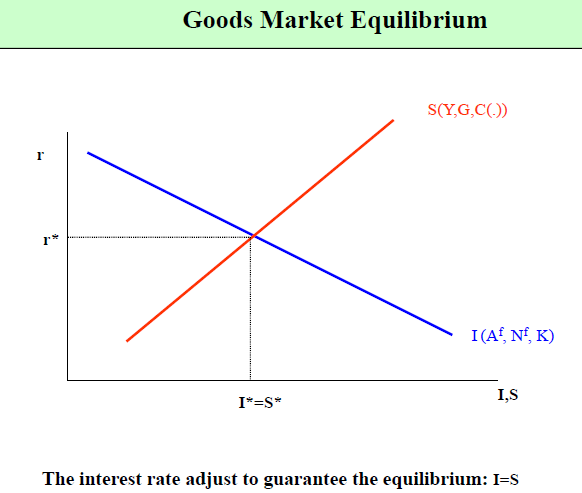 Goods Market Equilibrium
S(Y,G,C(.))
r
r*
I (Aᶠ, Nᶠ, K)
I,S
I*=S*
The interest rate adjust to guarantee the equilibrium: I=S